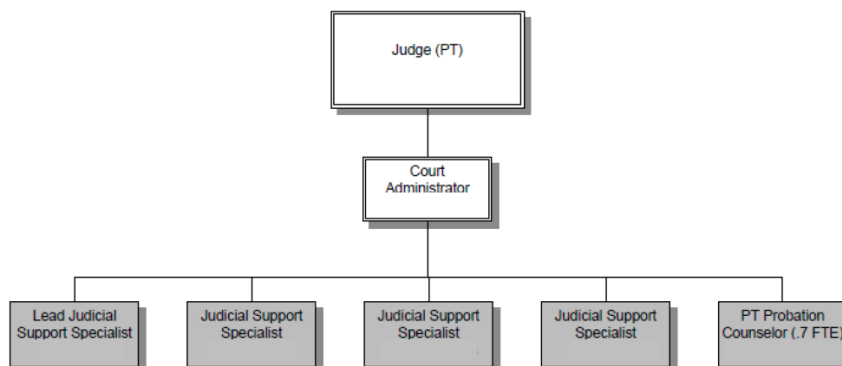 Judge (PT)
Court
Administrator
Lead Judicial
Support Specialist
Judicial Support
Specialist
Judicial Support
Specialist
Judicial Support
Specialist
PT Probation
Counselor (.7 FTE)